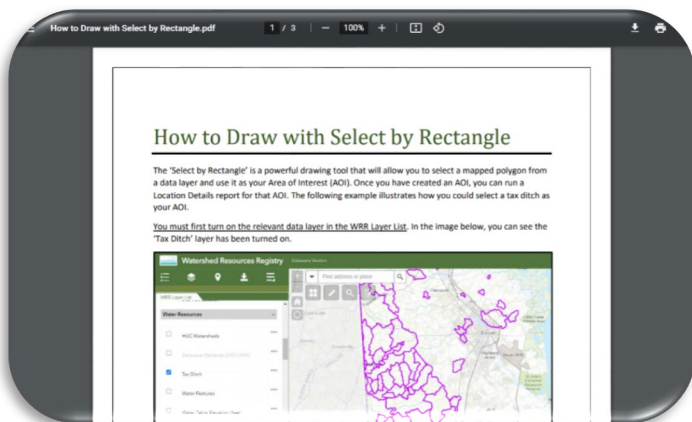 How to Draw with Select by Rectangle.pdf
1 / 3 | — 100% + |
How to Draw with Select by Rectangle
The 'Select by Rectangle' is a powerful drawing tool that will allow you to select a mapped polygon from
a data layer and use it as your Area of Interest (AOI). Once you have created an AOI, you can run a
Location Details report for that AOI. The following example illustrates how you could select a tax ditch as
your AOI.
You must first turn on the relevant data layer in the WRR Layer List. In the image below, you can see the
'Tax Ditch' layer has been turned on.
Watershed Resources Registry Delaware Version
Find address or place
WRR Layer List
Water Resources
HUC Watersheds
Tax Ditch
Water Features